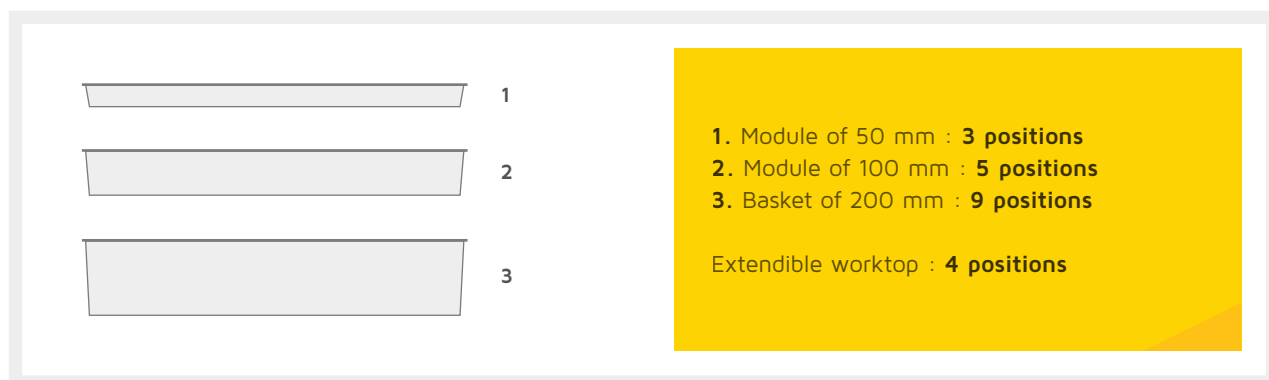 1
2
3
1. Module of 50 mm : 3 positions
2. Module of 100 mm : 5 positions
3. Basket of 200 mm : 9 positions
Extendible worktop : 4 positions